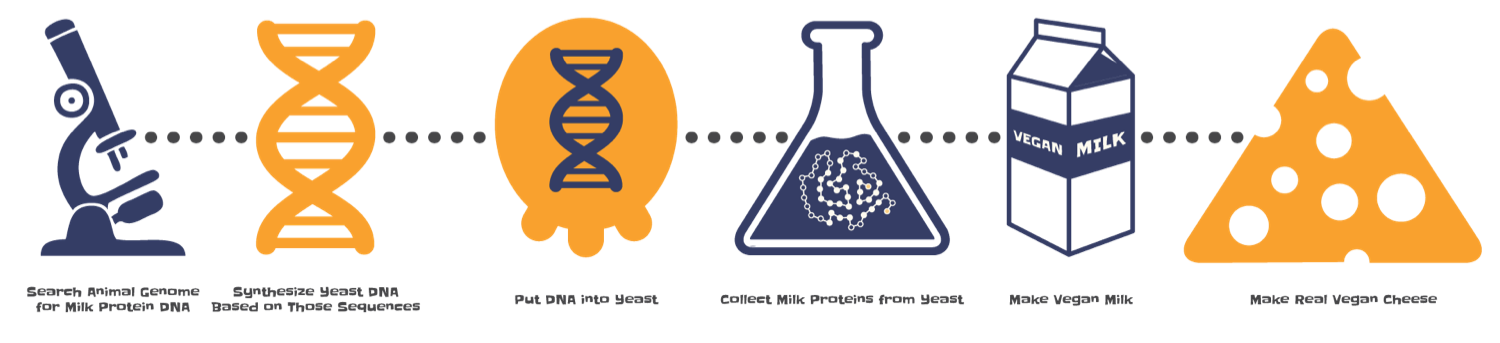 VEGAN MILK
Search Animal Genome
for Milk Protein DNA
Synthesize Yeast DNA
Based on Those Sequences
Put DNA into Yeast
Collect Milk Proteins from Yeast
Make Vegan Milk
Make Real Vegan Cheese